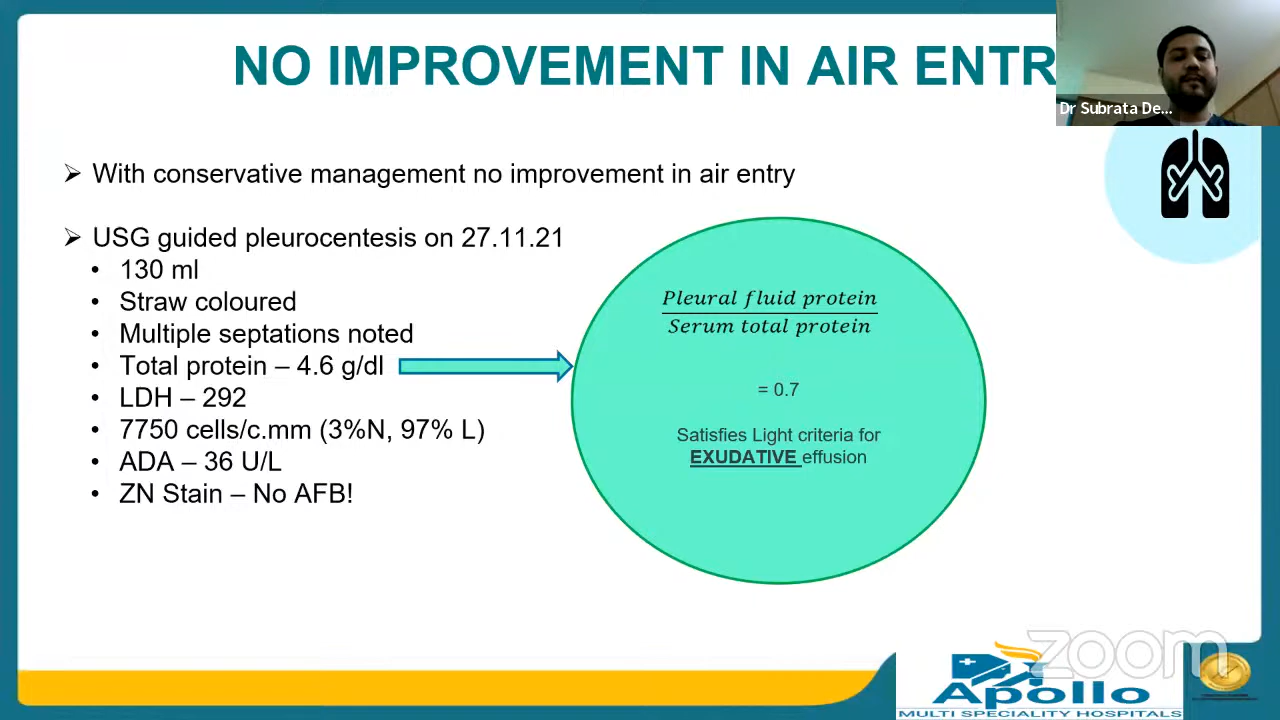 NO IMPROVEMENT IN AIR ENTR
Dr Subrata De...
➢ With conservative management no improvement in air entry
➢ USG guided pleurocentesis on 27.11.21
• 130 ml
• Straw coloured
• Multiple septations noted
• Total protein – 4.6 g/dl
• LDH – 292
• 7750 cells/c.mm (3%N, 97% L)
• ADA – 36 U/L
• ZN Stain – No AFB!
Pleural fluid protein
Serum total protein
= 0.7
Satisfies Light criteria for
EXUDATIVE effusion
zoom
Apollo
MULTI SPECIALITY HOSPITALS